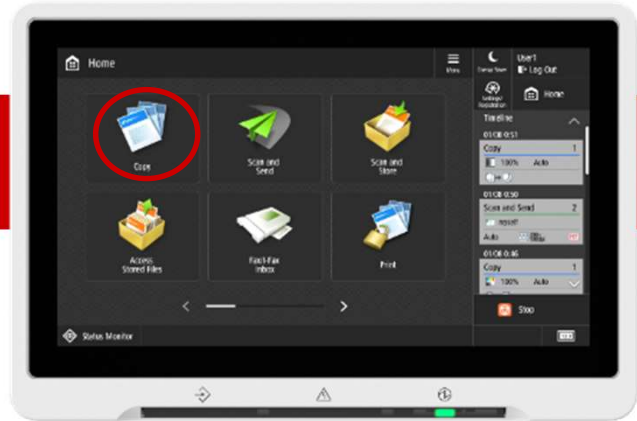 Home
Menu
Energy Saver
User1
Log Out
Settings/
Registration
Home
Copy
Scan and
Send
Scan and
Store
Access
Stored Files
Fax/I-Fax
Inbox
Print
Timeline
01/08 0:51
Copy 1
100% Auto
01/08 0:50
Scan and Send 2
myself
Auto
01/08 0:46
Copy 1
100% Auto
Stop
Status Monitor